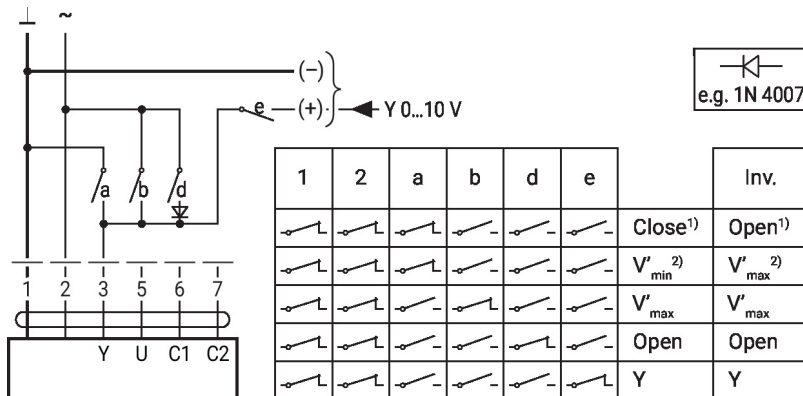 ⊥ ~
(−)
e (+) Y 0...10 V
e.g. 1N 4007
a b d
1 2 3 5 6 7
Y U C1 C2
1 2 a b d e Inv.
Close¹⁾ Open¹⁾
V'min²⁾ V'max²⁾
V'max V'max
Open Open
Y Y